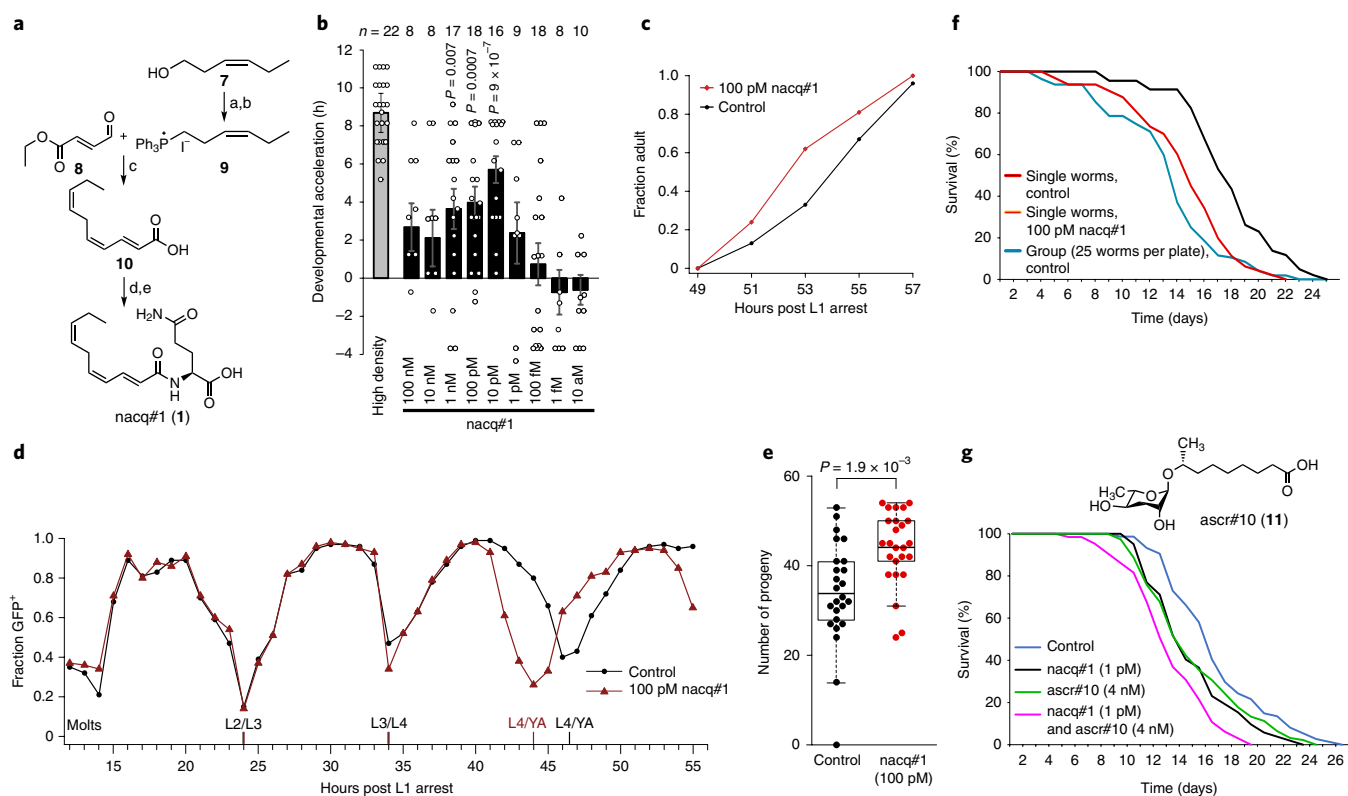 a
HO
7
a,b
O
O
O
8
+
Ph3P+
I−
9
c
O
OH
10
d,e
H2N
O
O
N
H
OH
O
nacq#1 (1)
b
n = 22 8 8 17 18 16 9 18 8 10
P = 0.007
P = 0.0007
P = 9 × 10−7
Developmental acceleration (h)
12
10
8
6
4
2
0
−2
−4
High density
100 nM
10 nM
1 nM
100 pM
10 pM
1 pM
100 fM
1 fM
10 aM
nacq#1
c
100 pM nacq#1
Control
Fraction adult
1.0
0.8
0.6
0.4
0.2
0
49 51 53 55 57
Hours post L1 arrest
f
Survival (%)
100
80
60
40
20
0
Single worms,
control
Single worms,
100 pM nacq#1
Group (25 worms per plate),
control
2 6 10 14 18 22 26
Time (days)
d
Fraction GFP+
1.0
0.8
0.6
0.4
0.2
0
Control
100 pM nacq#1
Molts
L2/L3
L3/L4
L4/YA
L4/YA
15 20 25 30 35 40 45 50 55
Hours post L1 arrest
e
P = 1.9 × 10−3
Number of progeny
60
40
20
0
Control
nacq#1
(100 pM)
g
CH3
O
OH
O
H3C
O
HO
OH
ascr#10 (11)
Survival (%)
100
80
60
40
20
0
Control
nacq#1 (1 pM)
ascr#10 (4 nM)
nacq#1 (1 pM)
and ascr#10 (4 nM)
2 4 6 8 10 12 14 16 18 20 22 24 26
Time (days)